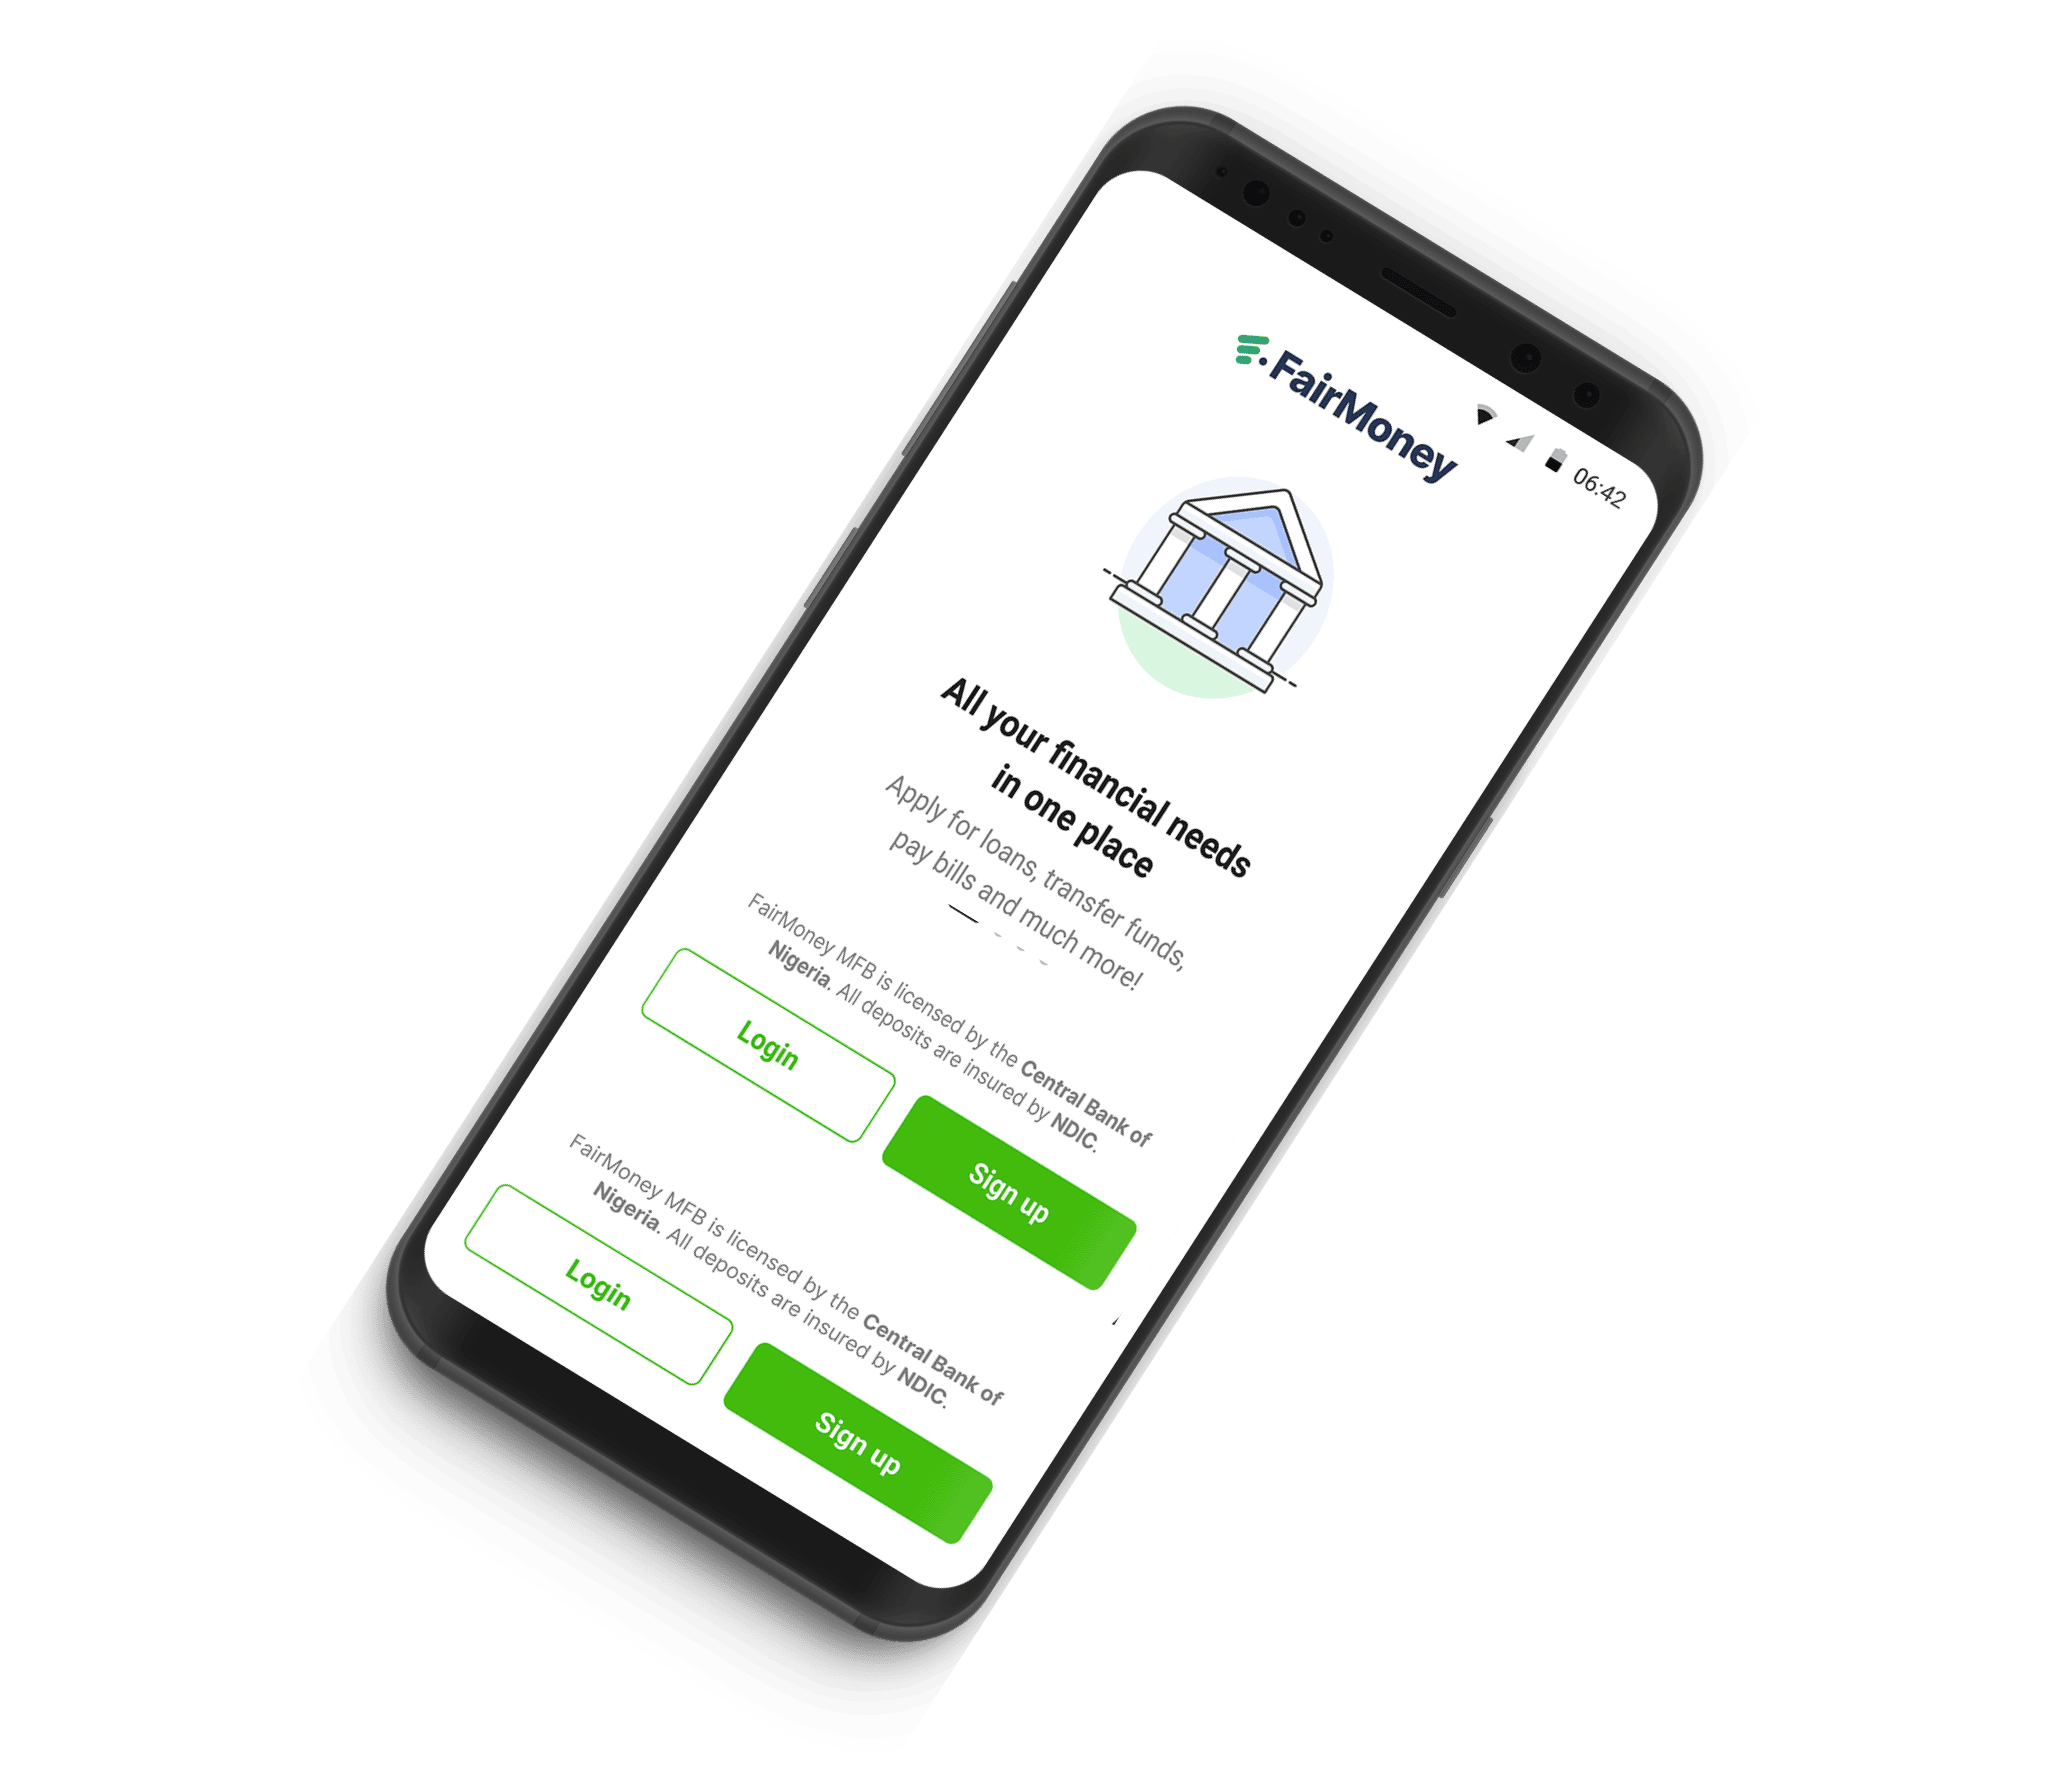 06:42
FairMoney
All your financial needs
in one place
Apply for loans, transfer funds,
pay bills and much more!
FairMoney MFB is licensed by the Central Bank of
Nigeria. All deposits are insured by NDIC.
Login
Sign up
FairMoney MFB is licensed by the Central Bank of
Nigeria. All deposits are insured by NDIC.
Login
Sign up